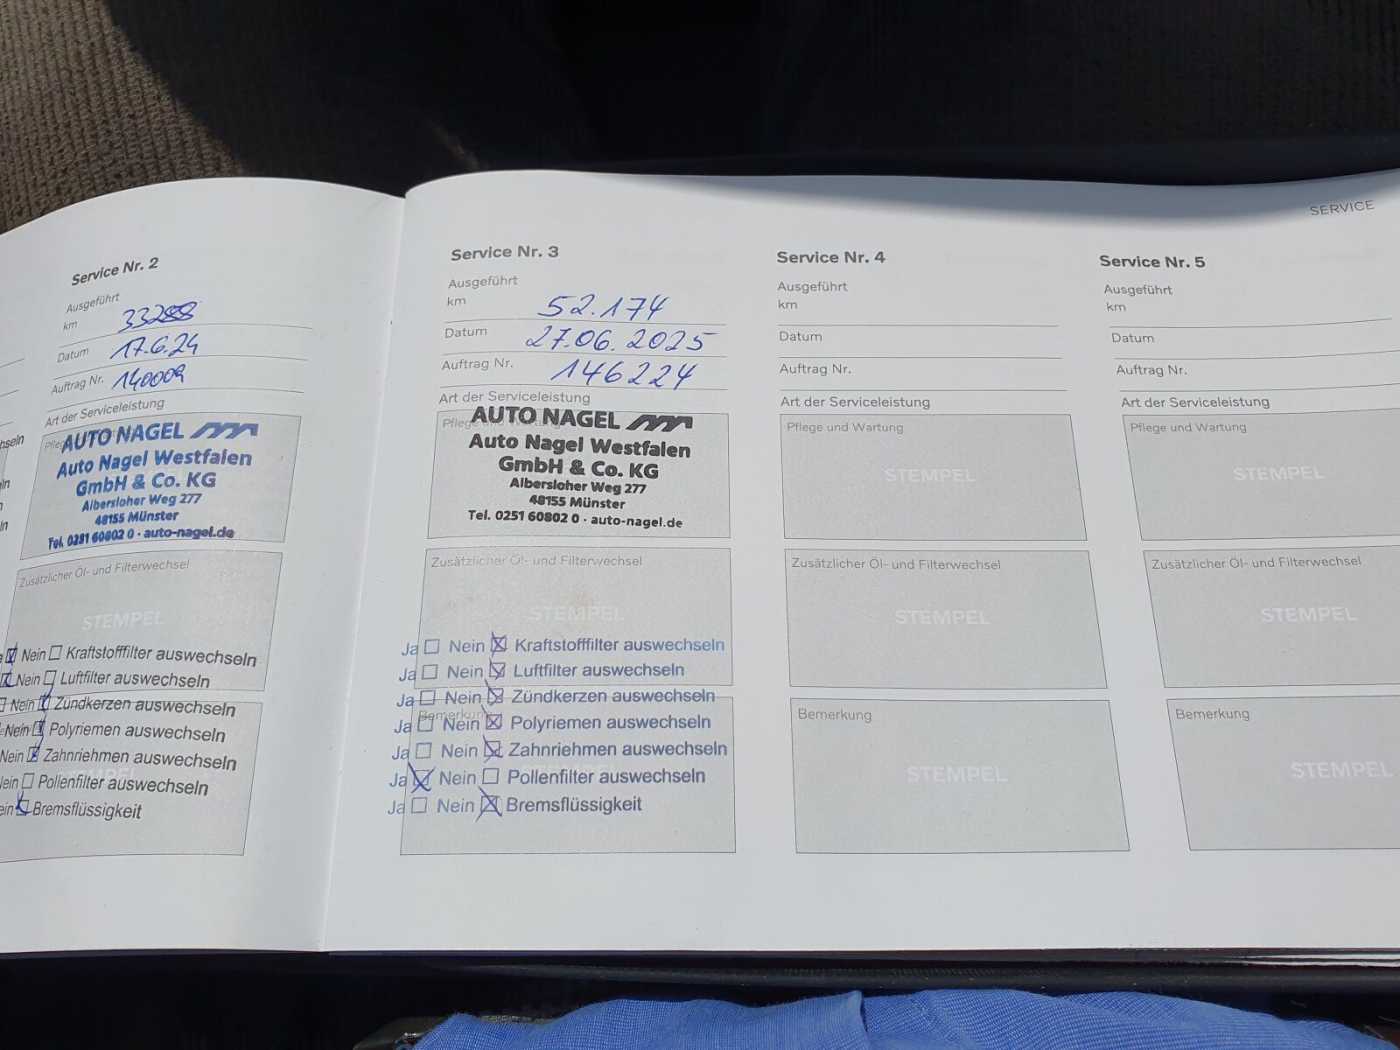 SERVICE
Service Nr. 2
Ausgeführt
km 33288
Datum 17.6.24
Auftrag Nr. 140009
Art der Serviceleistung
AUTO NAGEL
Auto Nagel Westfalen
GmbH & Co. KG
Albersloher Weg 277
48155 Münster
Tel. 0251 60802 0 · auto-nagel.de
Zusätzlicher Öl- und Filterwechsel
STEMPEL
Nein Kraftstofffilter auswechseln
Nein Luftfilter auswechseln
Nein Zündkerzen auswechseln
Nein Polyriemen auswechseln
Nein Zahnriehmen auswechseln
Pollenfilter auswechseln
Bremsflüssigkeit
Service Nr. 3
Ausgeführt
km 52.174
Datum 27.06.2025
Auftrag Nr. 146224
Art der Serviceleistung
Pflege und Wartung
AUTO NAGEL
Auto Nagel Westfalen
GmbH & Co. KG
Albersloher Weg 277
48155 Münster
Tel. 0251 60802 0 · auto-nagel.de
Zusätzlicher Öl- und Filterwechsel
STEMPEL
Ja Nein Kraftstofffilter auswechseln
Ja Nein Luftfilter auswechseln
Ja Nein Zündkerzen auswechseln
Bemerkung
Ja Nein Polyriemen auswechseln
Ja Nein Zahnriehmen auswechseln
Ja Nein Pollenfilter auswechseln
Ja Nein Bremsflüssigkeit
Service Nr. 4
Ausgeführt
km
Datum
Auftrag Nr.
Art der Serviceleistung
Pflege und Wartung
STEMPEL
Zusätzlicher Öl- und Filterwechsel
STEMPEL
Bemerkung
STEMPEL
Service Nr. 5
Ausgeführt
km
Datum
Auftrag Nr.
Art der Serviceleistung
Pflege und Wartung
STEMPEL
Zusätzlicher Öl- und Filterwechsel
STEMPEL
Bemerkung
STEMPEL